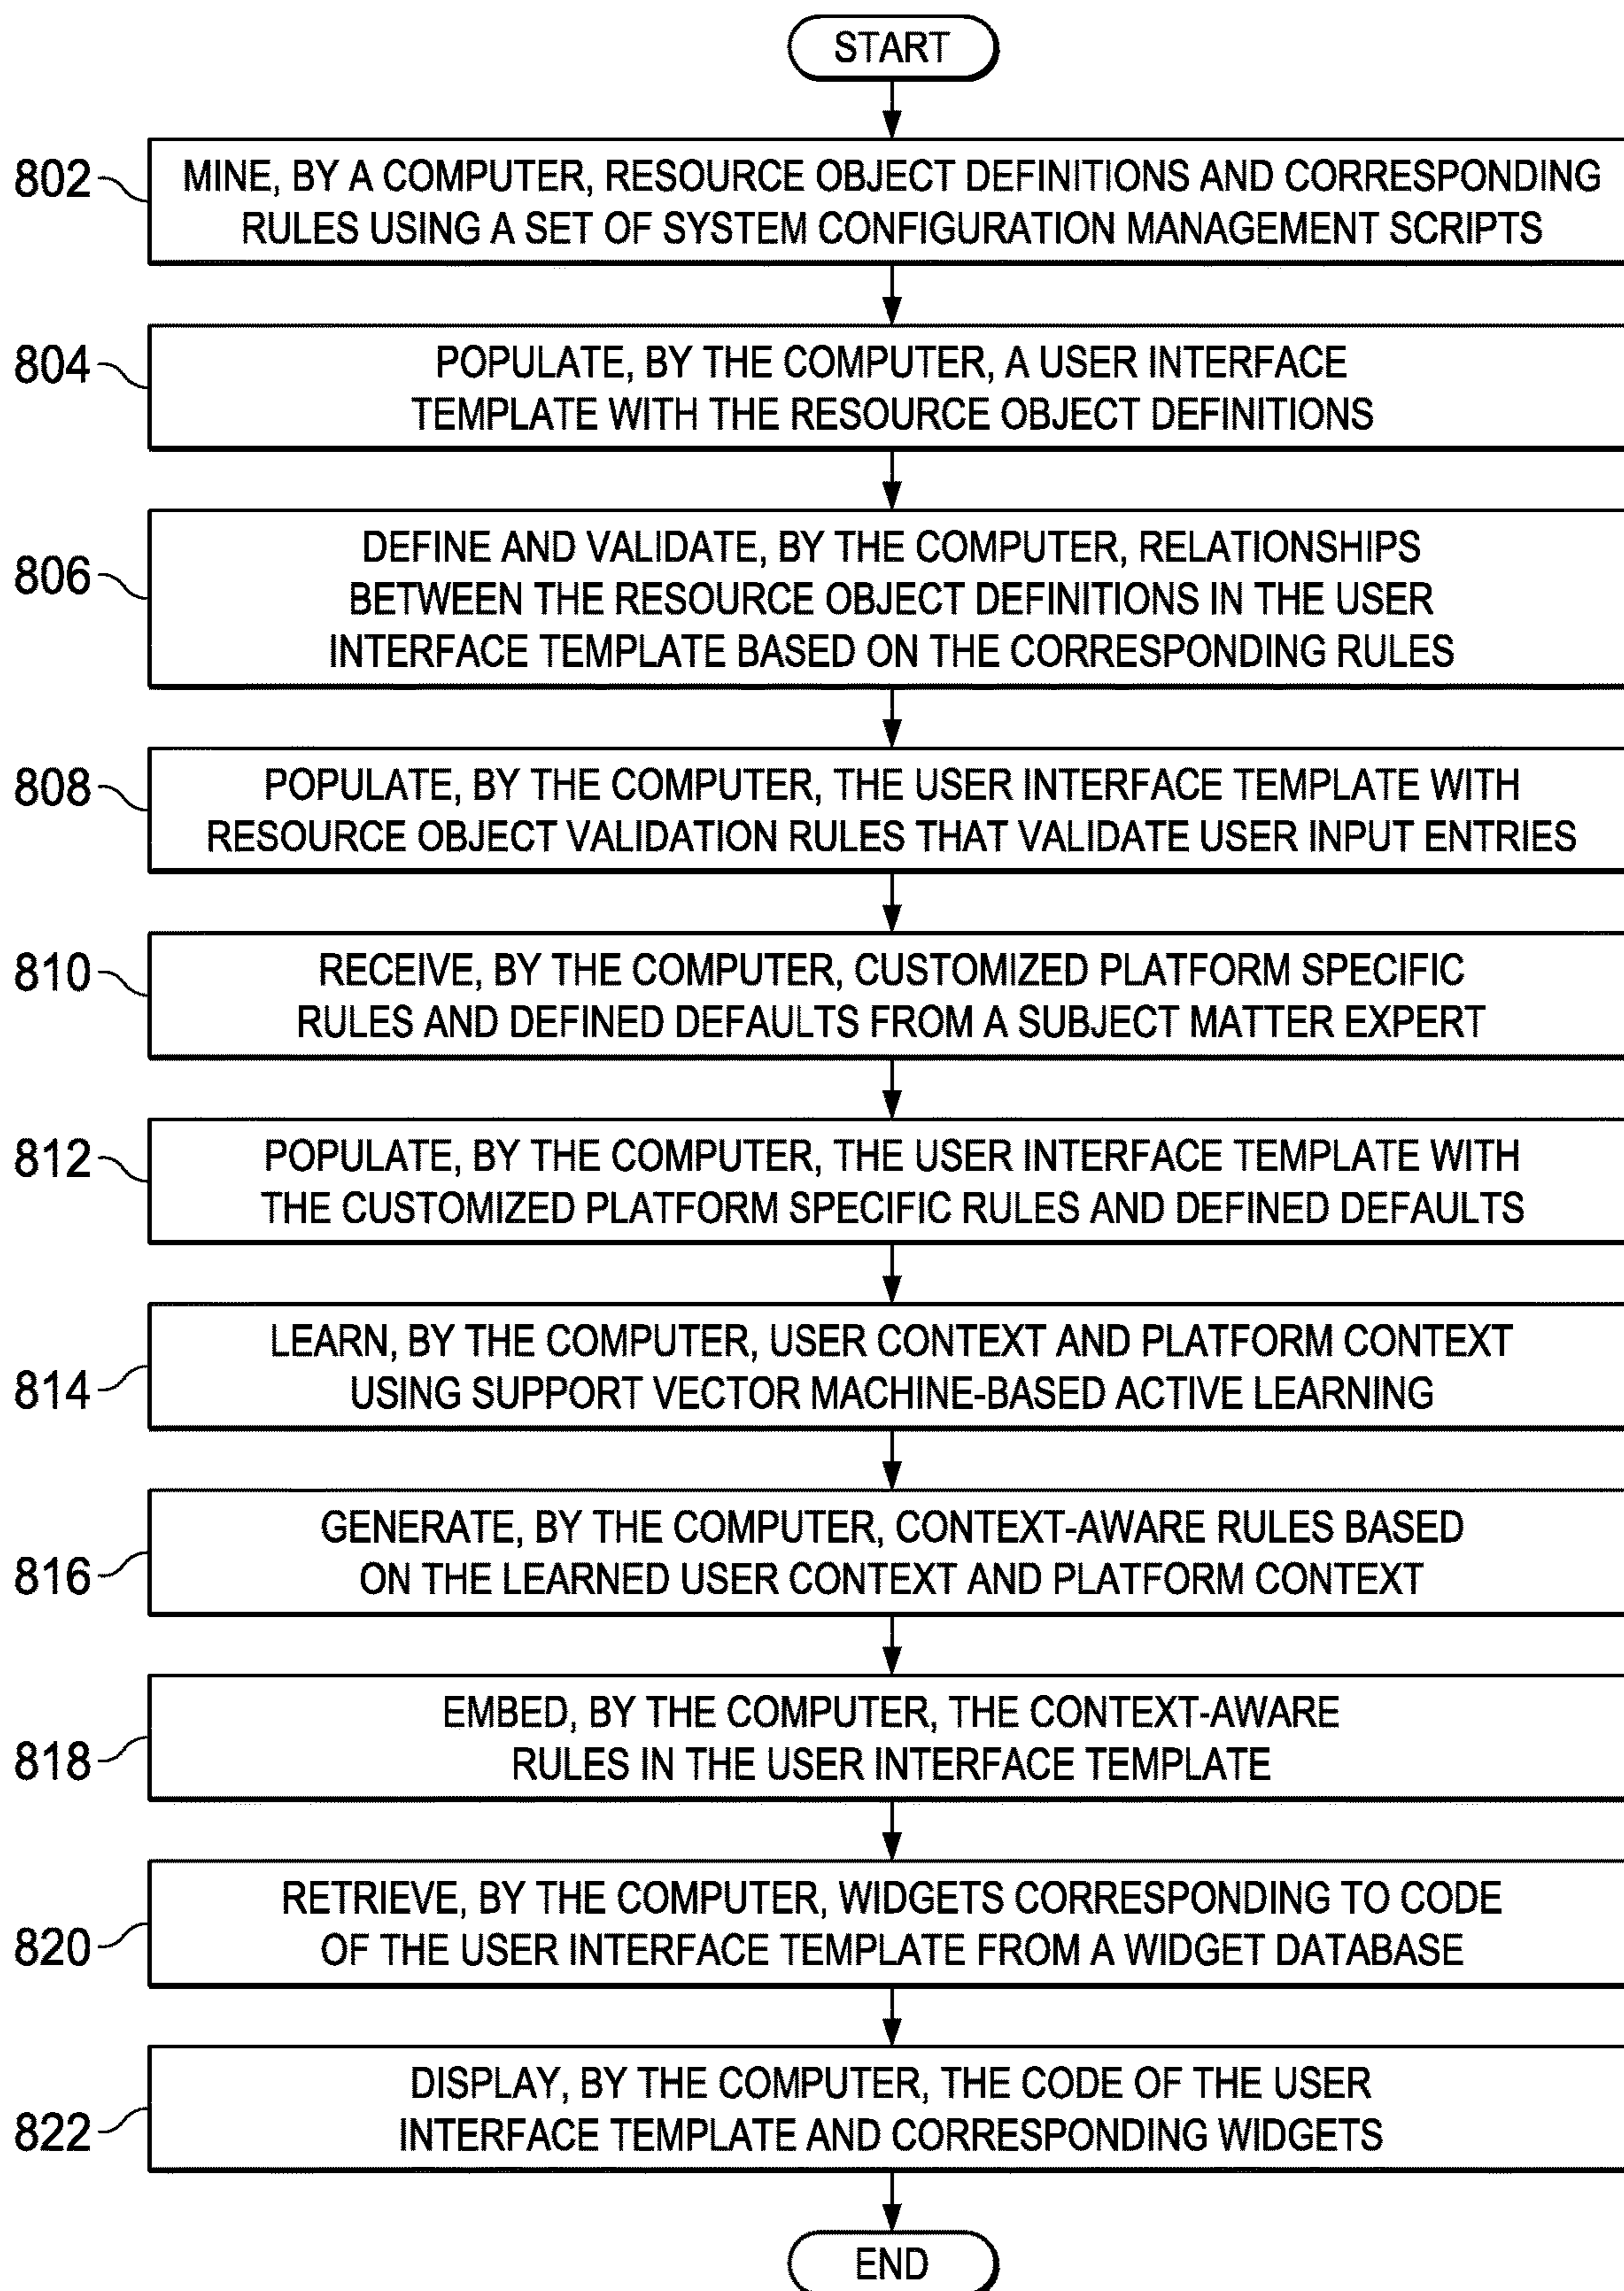 START
802
MINE, BY A COMPUTER, RESOURCE OBJECT DEFINITIONS AND CORRESPONDING
RULES USING A SET OF SYSTEM CONFIGURATION MANAGEMENT SCRIPTS
804
POPULATE, BY THE COMPUTER, A USER INTERFACE
TEMPLATE WITH THE RESOURCE OBJECT DEFINITIONS
806
DEFINE AND VALIDATE, BY THE COMPUTER, RELATIONSHIPS
BETWEEN THE RESOURCE OBJECT DEFINITIONS IN THE USER
INTERFACE TEMPLATE BASED ON THE CORRESPONDING RULES
808
POPULATE, BY THE COMPUTER, THE USER INTERFACE TEMPLATE WITH
RESOURCE OBJECT VALIDATION RULES THAT VALIDATE USER INPUT ENTRIES
810
RECEIVE, BY THE COMPUTER, CUSTOMIZED PLATFORM SPECIFIC
RULES AND DEFINED DEFAULTS FROM A SUBJECT MATTER EXPERT
812
POPULATE, BY THE COMPUTER, THE USER INTERFACE TEMPLATE WITH
THE CUSTOMIZED PLATFORM SPECIFIC RULES AND DEFINED DEFAULTS
814
LEARN, BY THE COMPUTER, USER CONTEXT AND PLATFORM CONTEXT
USING SUPPORT VECTOR MACHINE-BASED ACTIVE LEARNING
816
GENERATE, BY THE COMPUTER, CONTEXT-AWARE RULES BASED
ON THE LEARNED USER CONTEXT AND PLATFORM CONTEXT
818
EMBED, BY THE COMPUTER, THE CONTEXT-AWARE
RULES IN THE USER INTERFACE TEMPLATE
820
RETRIEVE, BY THE COMPUTER, WIDGETS CORRESPONDING TO CODE
OF THE USER INTERFACE TEMPLATE FROM A WIDGET DATABASE
822
DISPLAY, BY THE COMPUTER, THE CODE OF THE USER
INTERFACE TEMPLATE AND CORRESPONDING WIDGETS
END